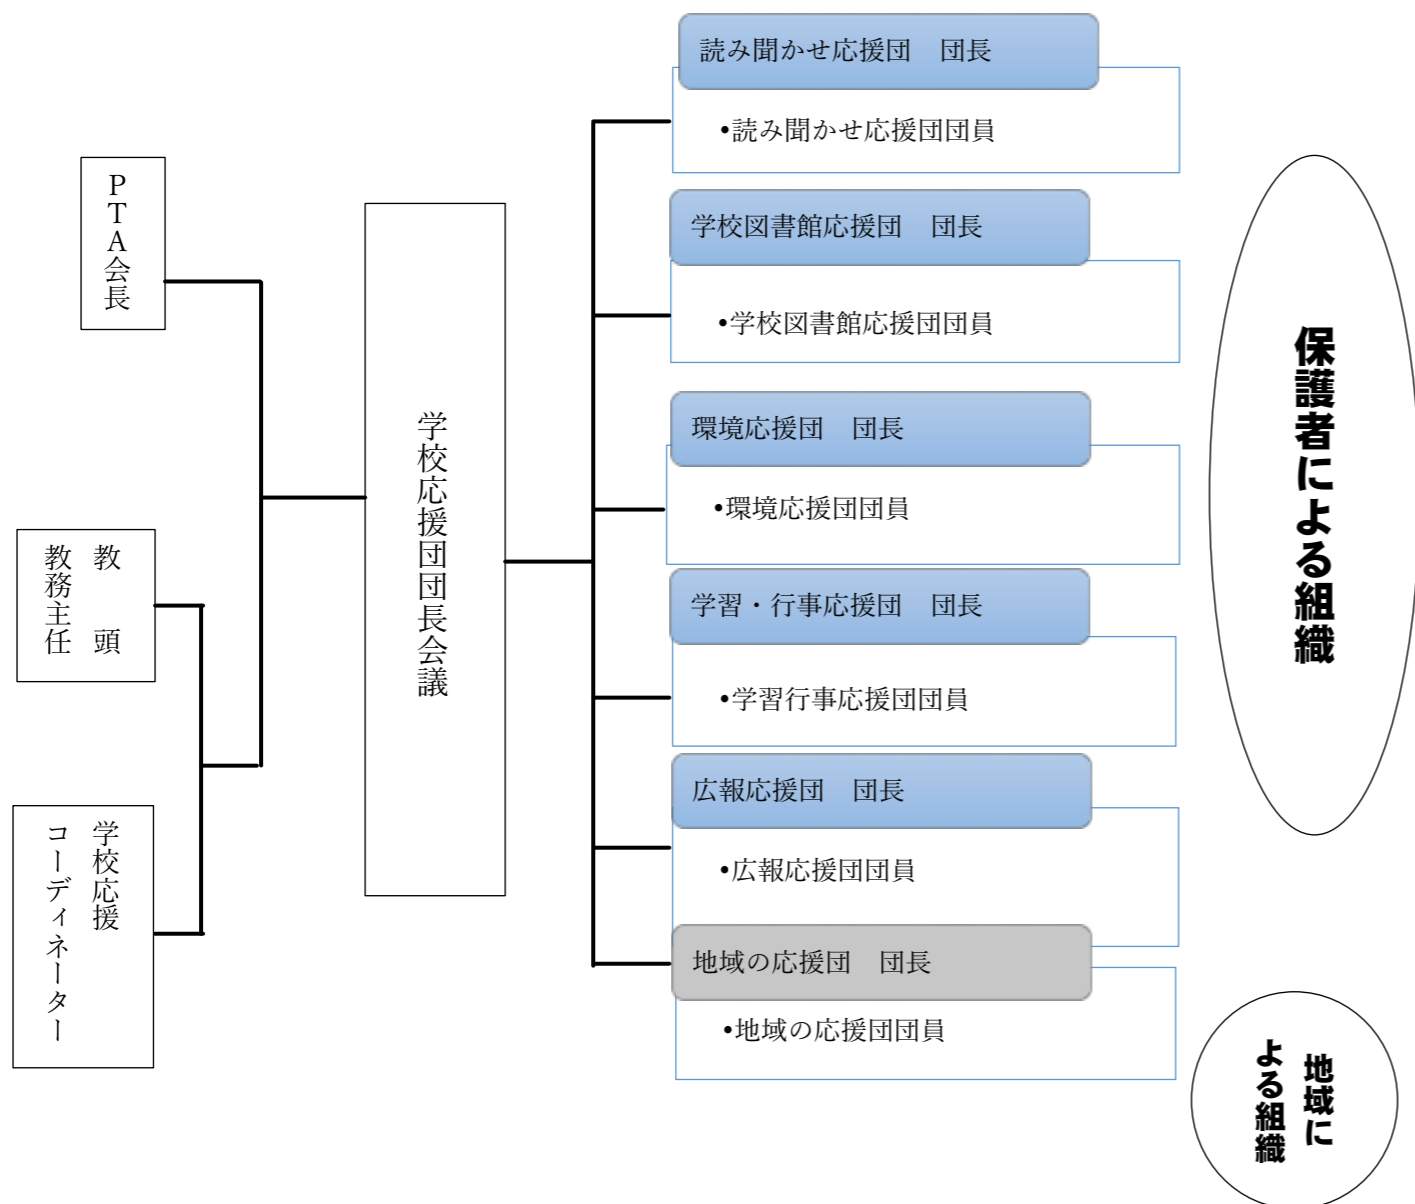 PTA会長
教　頭
教務主任
学校応援
コーディネーター
学校応援団団長会議
読み聞かせ応援団　団長
•読み聞かせ応援団団員
学校図書館応援団　団長
•学校図書館応援団団員
環境応援団　団長
•環境応援団団員
学習・行事応援団　団長
•学習行事応援団団員
広報応援団　団長
•広報応援団団員
地域の応援団　団長
•地域の応援団団員
保護者による組織
地域に
よる組織